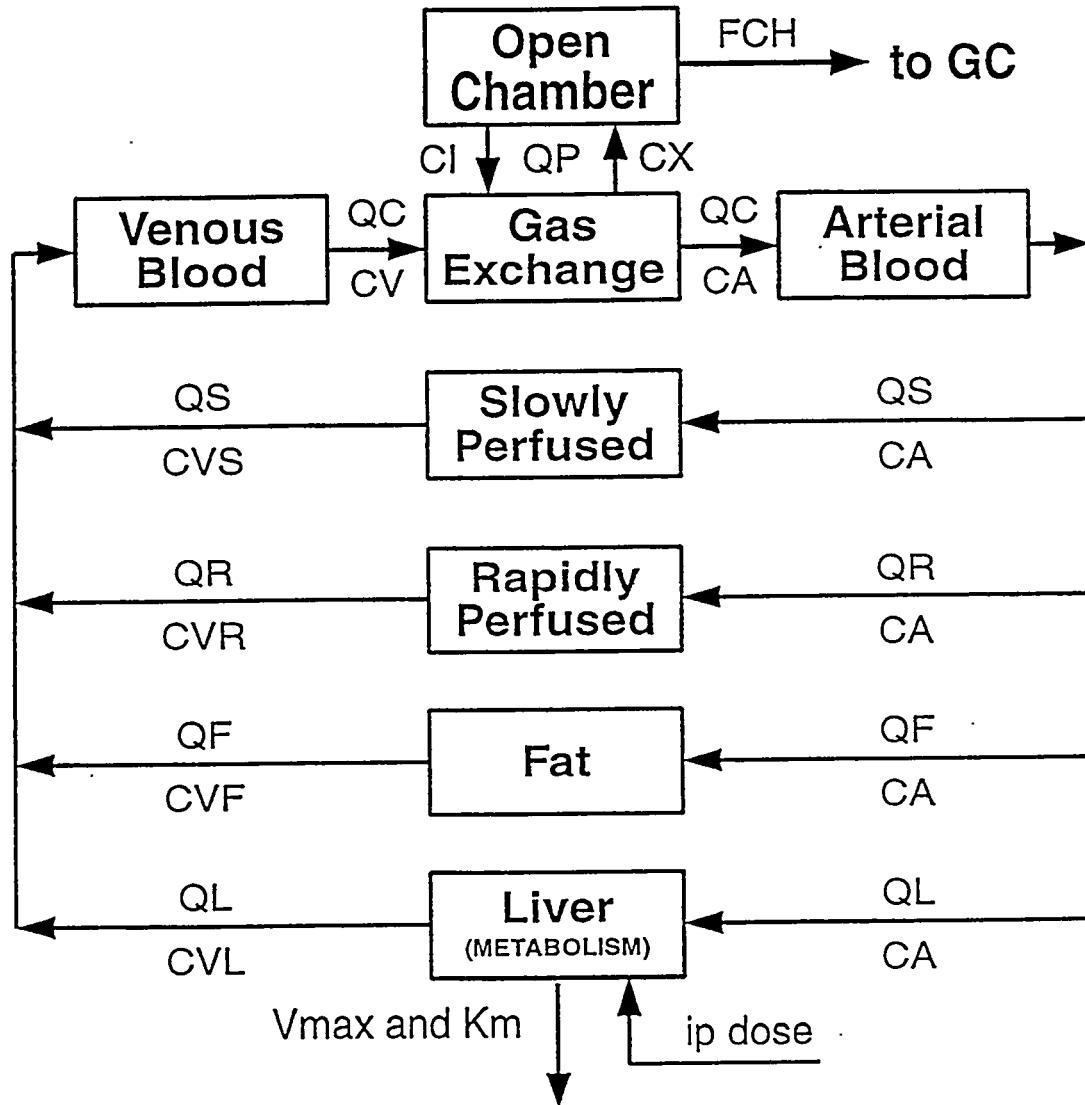 Open
Chamber
FCH
to GC
CI
QP
CX
Venous
Blood
QC
CV
Gas
Exchange
QC
CA
Arterial
Blood
QS
CVS
Slowly
Perfused
QS
CA
QR
CVR
Rapidly
Perfused
QR
CA
QF
CVF
Fat
QF
CA
QL
CVL
Liver
(METABOLISM)
QL
CA
Vmax and Km
ip dose